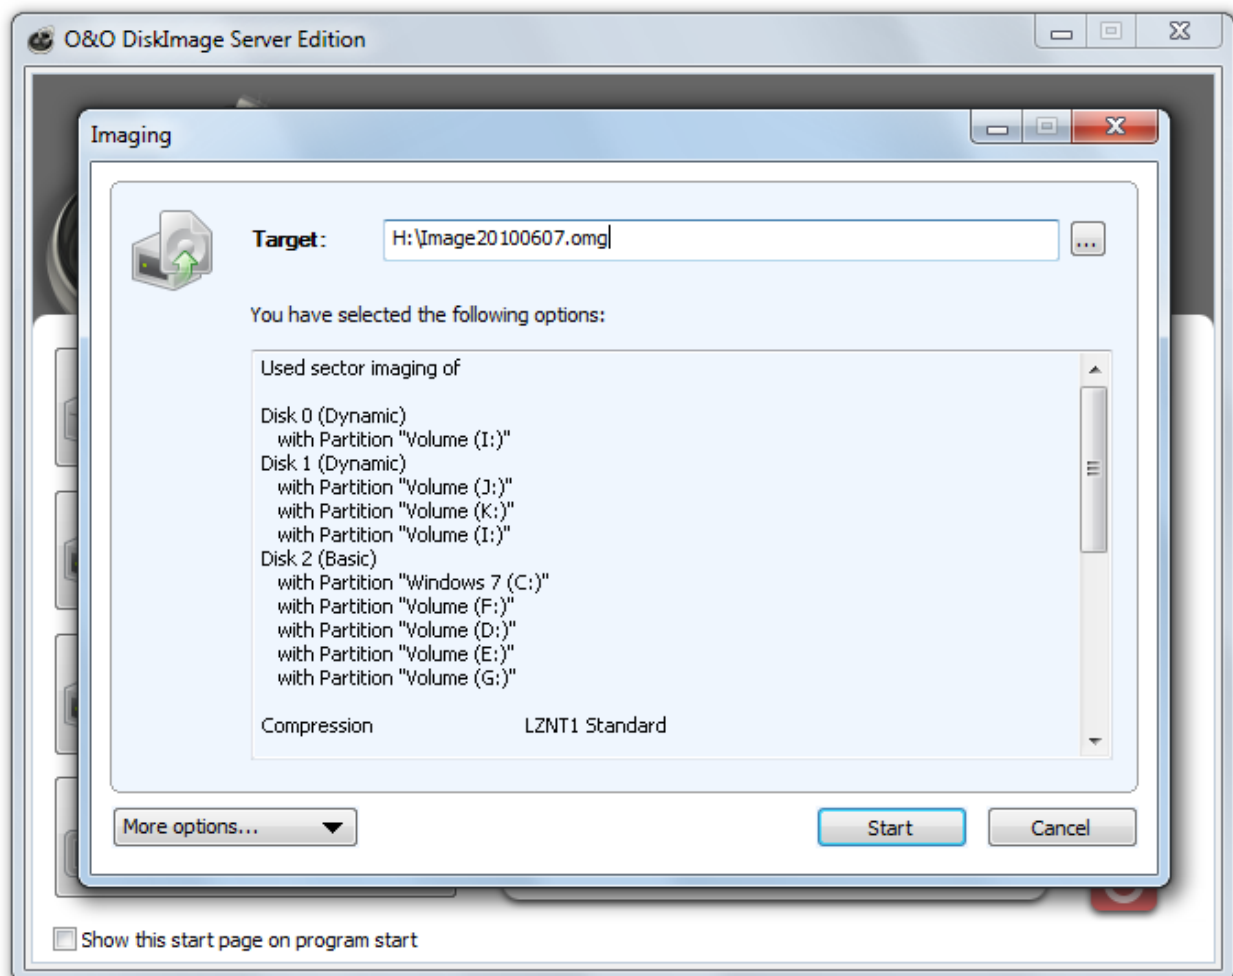 O&O DiskImage Server Edition
Imaging
Target: H:\Image20100607.omg ...
You have selected the following options:
Used sector imaging of
Disk 0 (Dynamic)
with Partition "Volume (I:)"
Disk 1 (Dynamic)
with Partition "Volume (J:)"
with Partition "Volume (K:)"
with Partition "Volume (I:)"
Disk 2 (Basic)
with Partition "Windows 7 (C:)"
with Partition "Volume (F:)"
with Partition "Volume (D:)"
with Partition "Volume (E:)"
with Partition "Volume (G:)"
Compression LZNT1 Standard
More options... Start Cancel
Show this start page on program start